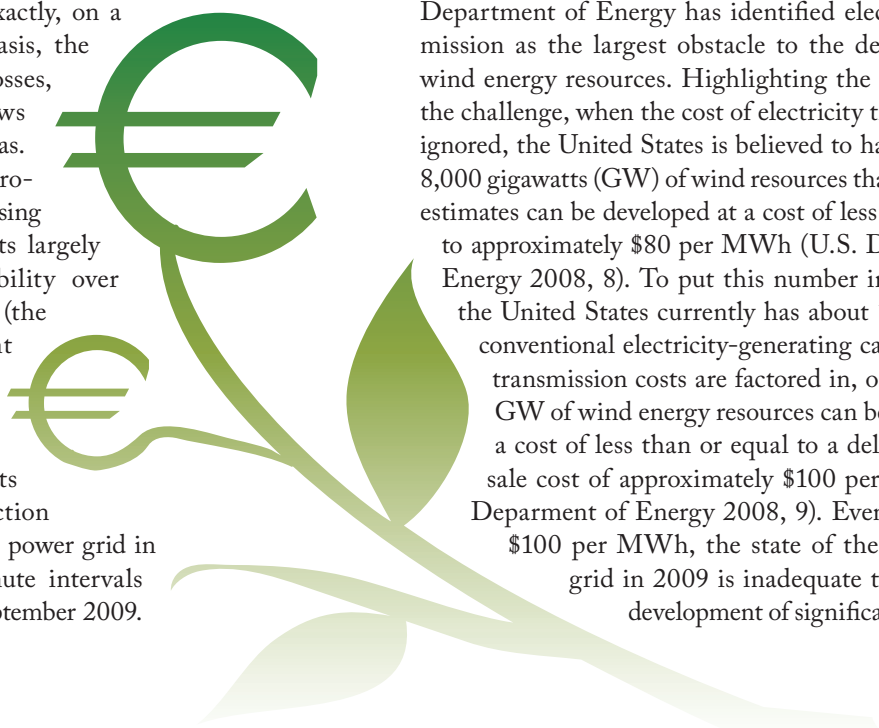 xactly, on a
asis, the
osses,
ws
as.
ro-
sing
ts largely
bility over
(the
nt
ts
ction
power grid in
nute intervals
ptember 2009.
Department of Energy has identified elec
mission as the largest obstacle to the de
wind energy resources. Highlighting the
the challenge, when the cost of electricity t
ignored, the United States is believed to ha
8,000 gigawatts (GW) of wind resources tha
estimates can be developed at a cost of less
to approximately $80 per MWh (U.S. D
Energy 2008, 8). To put this number in
the United States currently has about
conventional electricity-generating ca
transmission costs are factored in, o
GW of wind energy resources can be
a cost of less than or equal to a del
sale cost of approximately $100 per
Deparment of Energy 2008, 9). Even
$100 per MWh, the state of the
grid in 2009 is inadequate t
development of significa